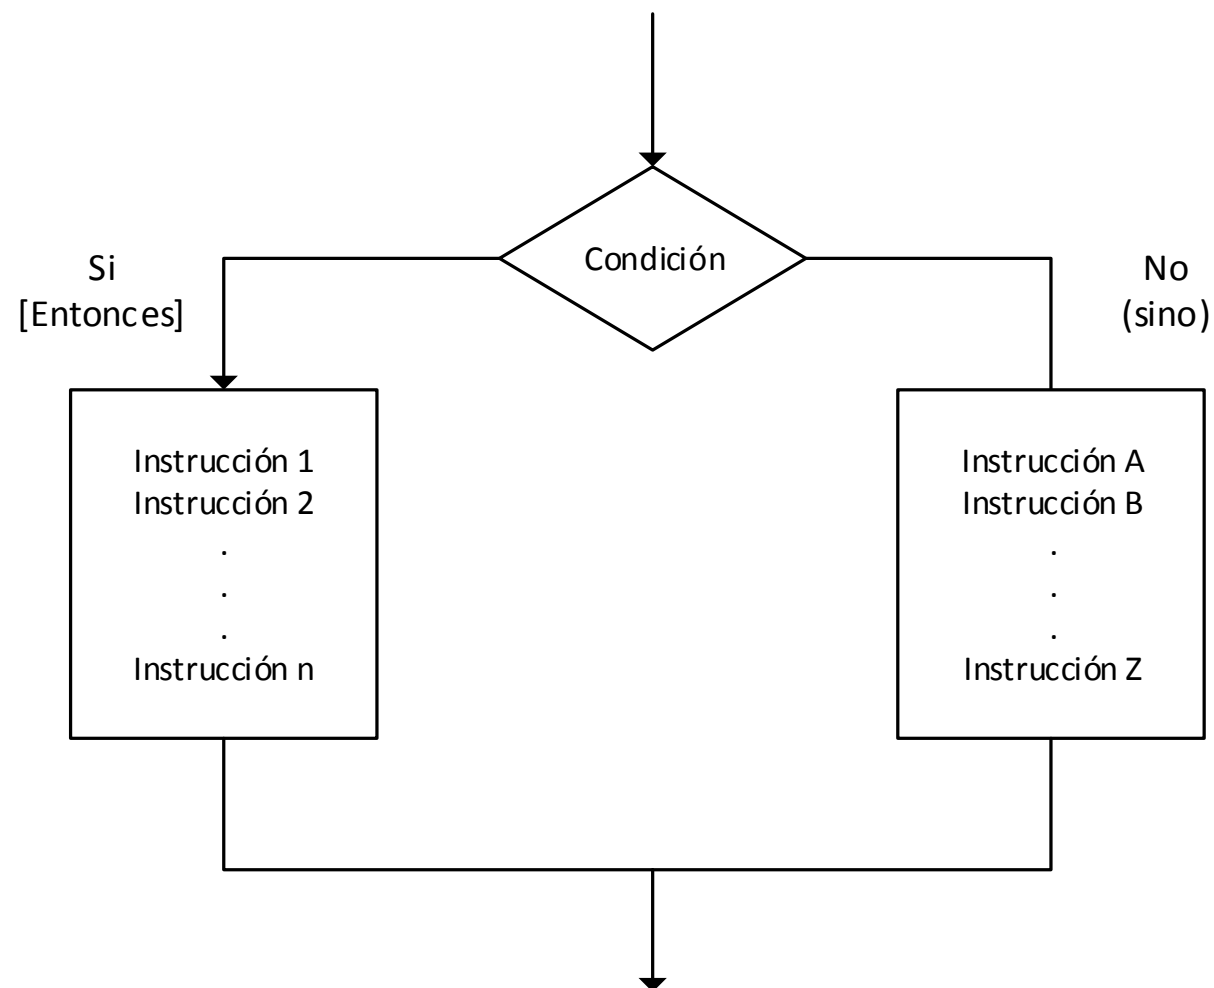 Condición
Si
[Entonces]
No
(sino)
Instrucción 1
Instrucción 2
.
.
.
Instrucción n
Instrucción A
Instrucción B
.
.
.
Instrucción Z